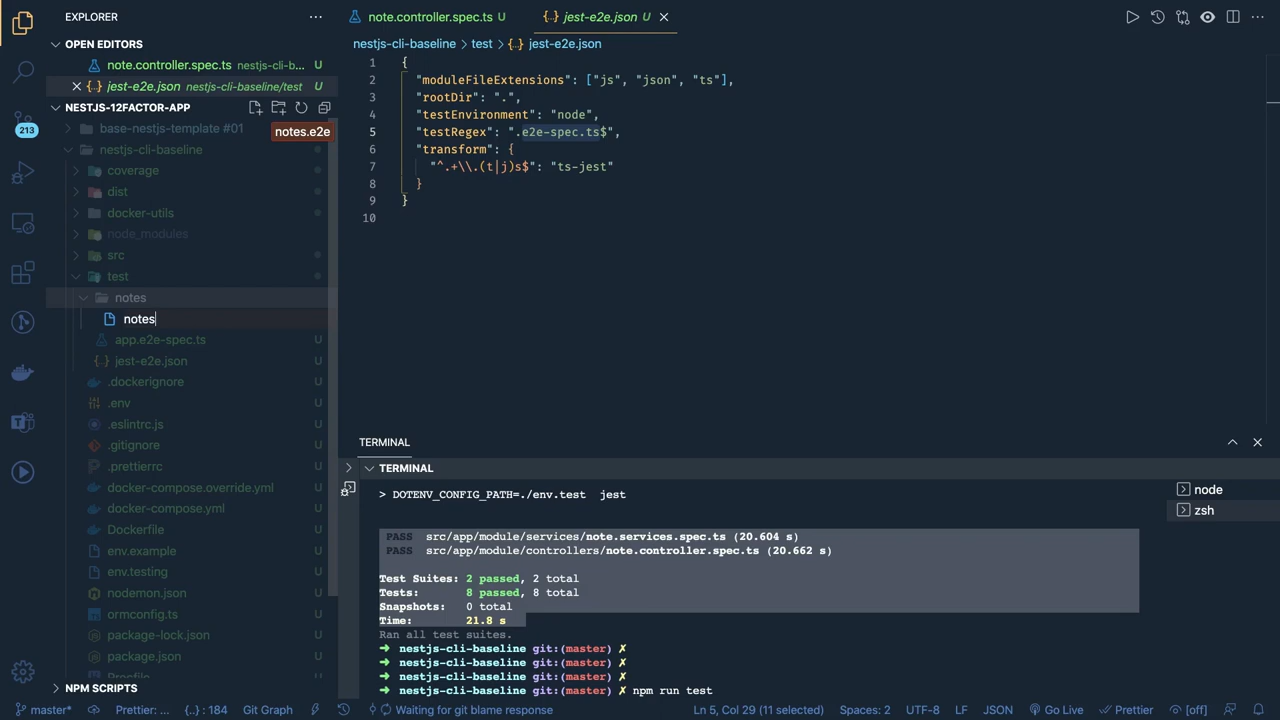 EXPLORER
note.controller.spec.ts U
{} jest-e2e.json U
OPEN EDITORS
nestjs-cli-baseline > test > {..} jest-e2e.json
note.controller.spec.ts nestjs-cli-b... U
{..} jest-e2e.json nestjs-cli-baseline/test U
NESTJS-12FACTOR-APP
base-nestjs-template #01
notes.e2e
nestjs-cli-baseline
coverage
dist
docker-utils
node_modules
src
test
notes
notes
app.e2e-spec.ts U
{..} jest-e2e.json U
.dockerignore U
.env U
.eslintrc.js U
.gitignore U
.prettierrc U
docker-compose.override.yml U
docker-compose.yml U
Dockerfile U
env.example U
env.testing U
nodemon.json U
ormconfig.ts U
package-lock.json U
package.json U
Procfile U
NPM SCRIPTS
213
1 {
2 "moduleFileExtensions": ["js", "json", "ts"],
3 "rootDir": ".",
4 "testEnvironment": "node",
5 "testRegex": ".e2e-spec.ts$",
6 "transform": {
7 "^.+\\.(t|j)s$": "ts-jest"
8 }
9 }
10
TERMINAL
TERMINAL
> DOTENV_CONFIG_PATH=./env.test jest
PASS src/app/module/services/note.services.spec.ts (20.604 s)
PASS src/app/module/controllers/note.controller.spec.ts (20.662 s)
Test Suites: 2 passed, 2 total
Tests: 8 passed, 8 total
Snapshots: 0 total
Time: 21.8 s
Ran all test suites.
➜ nestjs-cli-baseline git:(master) ✗
➜ nestjs-cli-baseline git:(master) ✗
➜ nestjs-cli-baseline git:(master) ✗
➜ nestjs-cli-baseline git:(master) ✗ npm run test
node
zsh
master* Prettier: ... {..} : 184 Git Graph Waiting for git blame response Ln 5, Col 29 (11 selected) Spaces: 2 UTF-8 LF JSON Prettier [off]